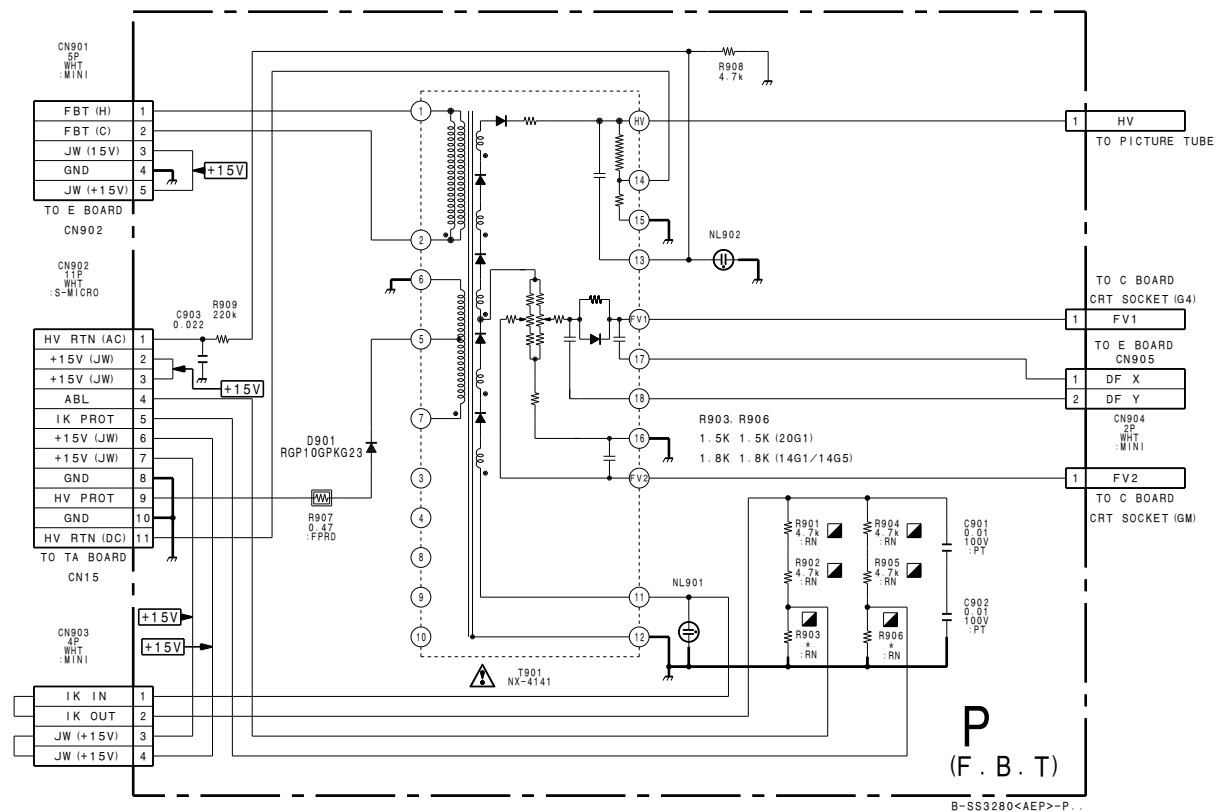 CN901
5P
WHT
:MINI
FBT (H) 1
FBT (C) 2
JW (15V) 3
GND 4
JW (+15V) 5
+15V
TO E BOARD
CN902
CN902
11P
WHT
:S-MICRO
C903
0.022
R909
220k
HV RTN (AC) 1
+15V (JW) 2
+15V (JW) 3
ABL 4
IK PROT 5
+15V (JW) 6
+15V (JW) 7
GND 8
HV PROT 9
GND 10
HV RTN (DC) 11
+15V
TO TA BOARD
CN15
D901
RGP10GPKG23
R907
0.47
:FPRD
+15V
+15V
CN903
4P
WHT
:MINI
IK IN 1
IK OUT 2
JW (+15V) 3
JW (+15V) 4
1
2
6
5
7
3
4
8
9
10
HV
14
15
13
FV1
17
18
16
FV2
11
12
T901
NX-4141
R908
4.7k
NL902
NL901
R903, R906
1.5K 1.5K (20G1)
1.8K 1.8K (14G1/14G5)
R901
4.7k
:RN
R904
4.7k
:RN
R902
4.7k
:RN
R905
4.7k
:RN
R903
*
:RN
R906
*
:RN
C901
0.01
100V
:PT
C902
0.01
100V
:PT
1 HV
TO PICTURE TUBE
TO C BOARD
CRT SOCKET (G4)
1 FV1
TO E BOARD
CN905
1 DF X
2 DF Y
CN904
2P
WHT
:MINI
1 FV2
TO C BOARD
CRT SOCKET (GM)
P
(F.B.T)
B-SS3280<AEP>-P..